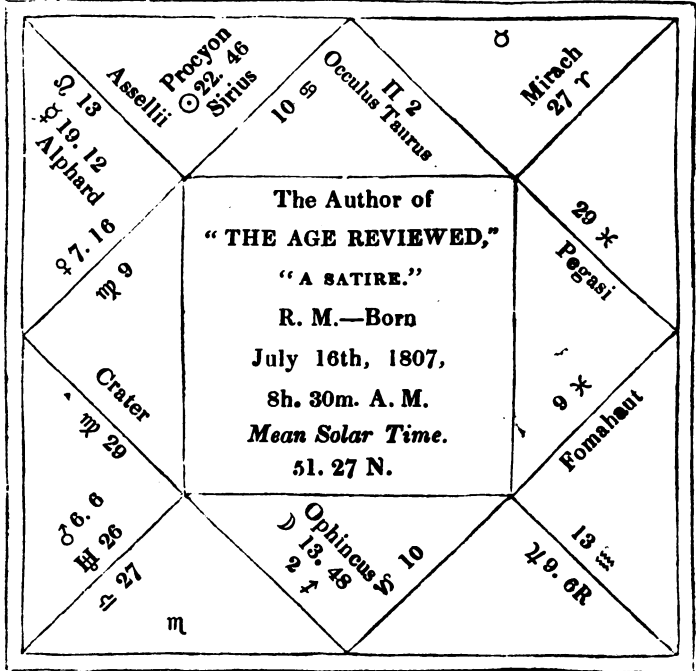 ♉
Mirach
27 ♈
Occulus Taurus
♊ 2
10 ♋
Procyon
☉ 22. 46
Sirius
Assellii
♌ 13
☿ 19. 12
Alphard
♀ 7. 16
♍ 9
Crater
♍ 29
♂ 6. 6
♅ 26
♎ 27
♏
Ophincus
☽ 13. 48
2 ♐
♑ 10
13 ♒
♃ 9. 6R
Fomahaut
9 ♓
Pegasi
29 ♓
The Author of
“ THE AGE REVIEWED,”
“A SATIRE.”
R. M.—Born
July 16th, 1807,
8h. 30m. A. M.
Mean Solar Time.
51. 27 N.